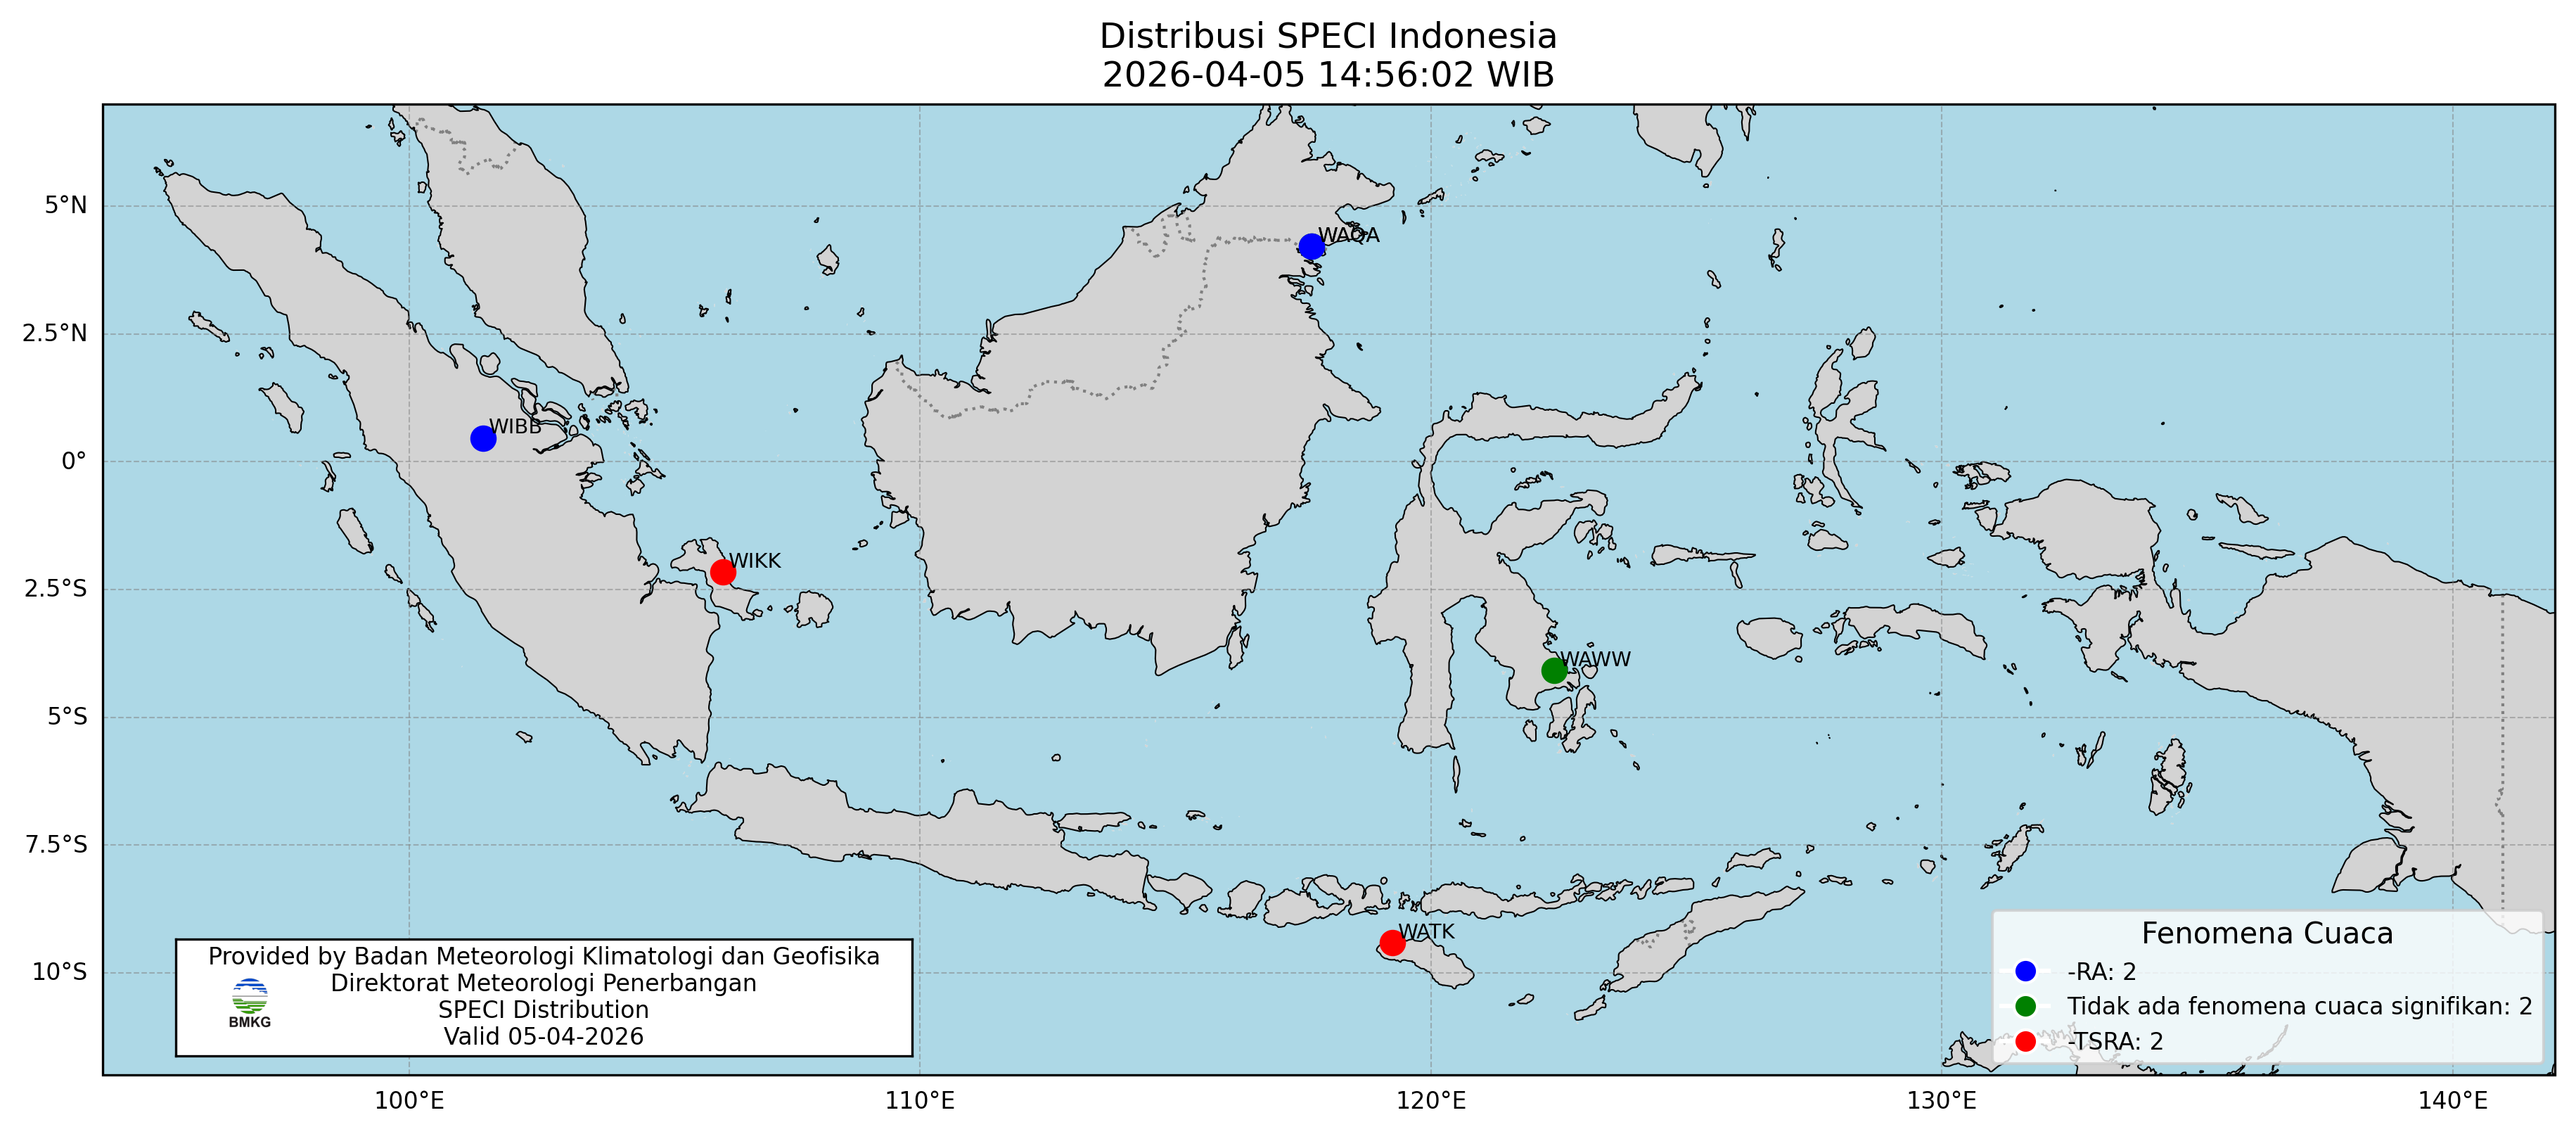 Distribusi SPECI Indonesia
2026-04-05 14:56:02 WIB
5°N
2.5°N
0°
2.5°S
5°S
7.5°S
10°S
WAQA
WIBB
WIKK
WAWW
WATK
Provided by Badan Meteorologi Klimatologi dan Geofisika
Direktorat Meteorologi Penerbangan
SPECI Distribution
Valid 05-04-2026
BMKG
Fenomena Cuaca
-RA: 2
Tidak ada fenomena cuaca signifikan: 2
-TSRA: 2
100°E
110°E
120°E
130°E
140°E